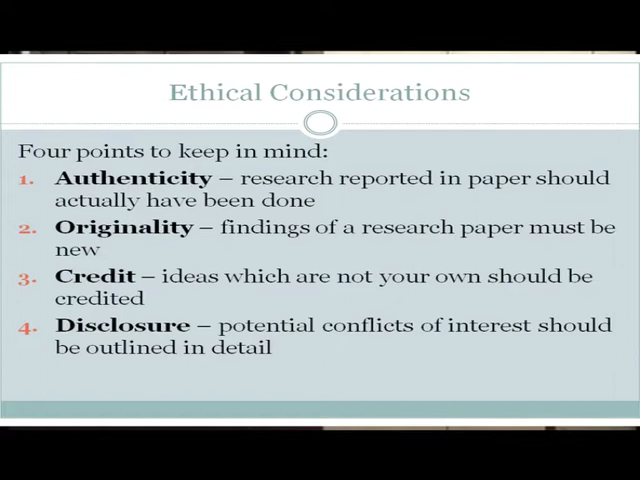 Ethical Considerations
Four points to keep in mind:
1. Authenticity – research reported in paper should
actually have been done
2. Originality – findings of a research paper must be
new
3. Credit – ideas which are not your own should be
credited
4. Disclosure – potential conflicts of interest should
be outlined in detail